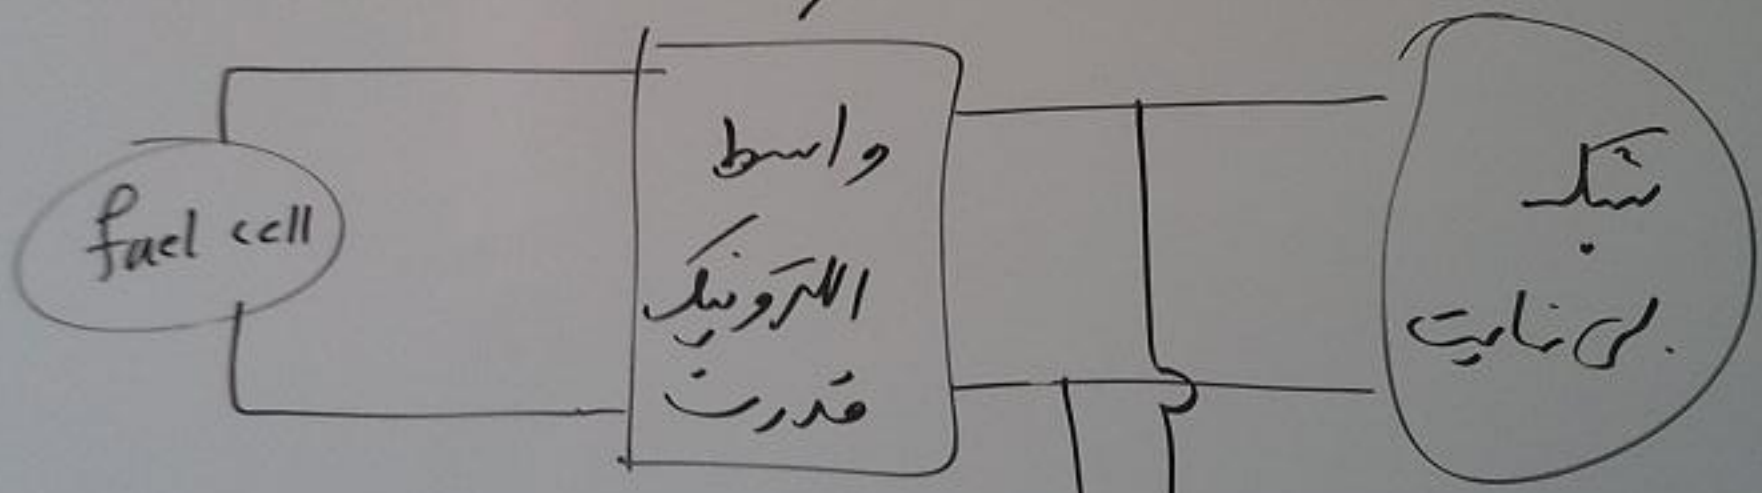 fuel cell
واسط
الکترونیک
قدرت
شبکه
بی نهایت